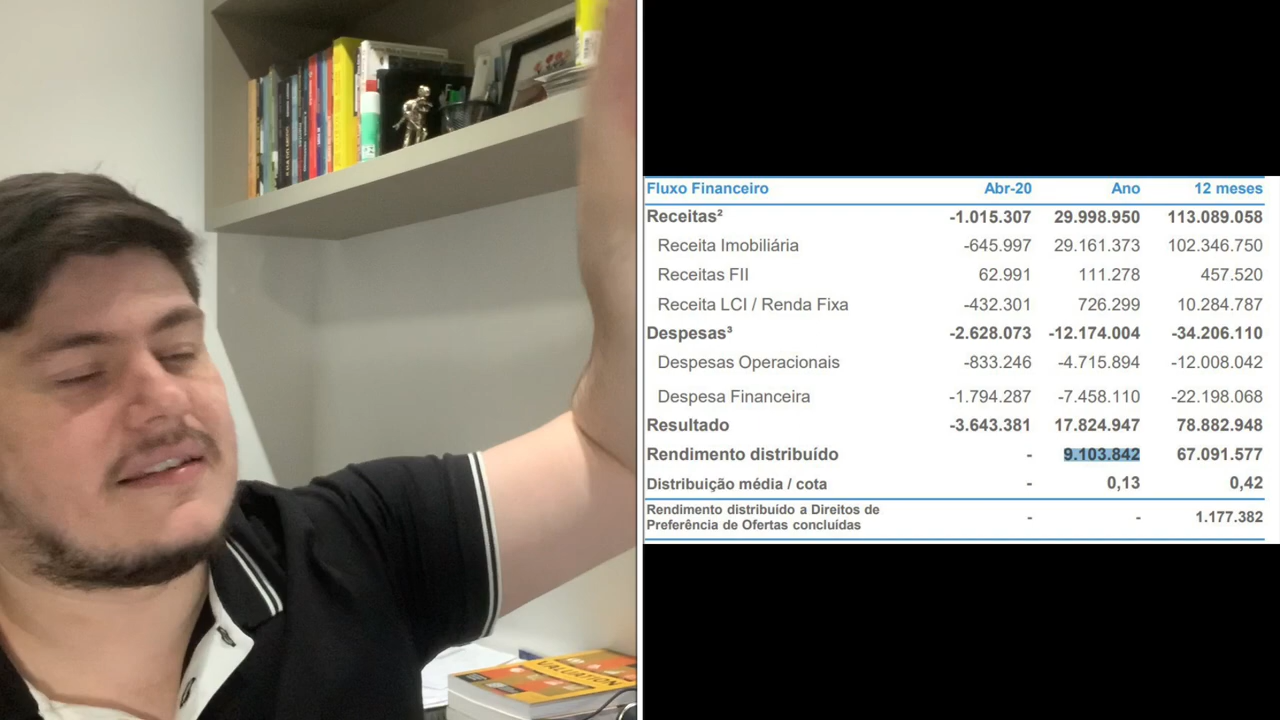 Fluxo Financeiro Abr-20 Ano 12 meses
Receitas² -1.015.307 29.998.950 113.089.058
Receita Imobiliária -645.997 29.161.373 102.346.750
Receitas FII 62.991 111.278 457.520
Receita LCI / Renda Fixa -432.301 726.299 10.284.787
Despesas³ -2.628.073 -12.174.004 -34.206.110
Despesas Operacionais -833.246 -4.715.894 -12.008.042
Despesa Financeira -1.794.287 -7.458.110 -22.198.068
Resultado -3.643.381 17.824.947 78.882.948
Rendimento distribuído - 9.103.842 67.091.577
Distribuição média / cota - 0,13 0,42
Rendimento distribuído a Direitos de
Preferência de Ofertas concluídas - - 1.177.382
VALUATION